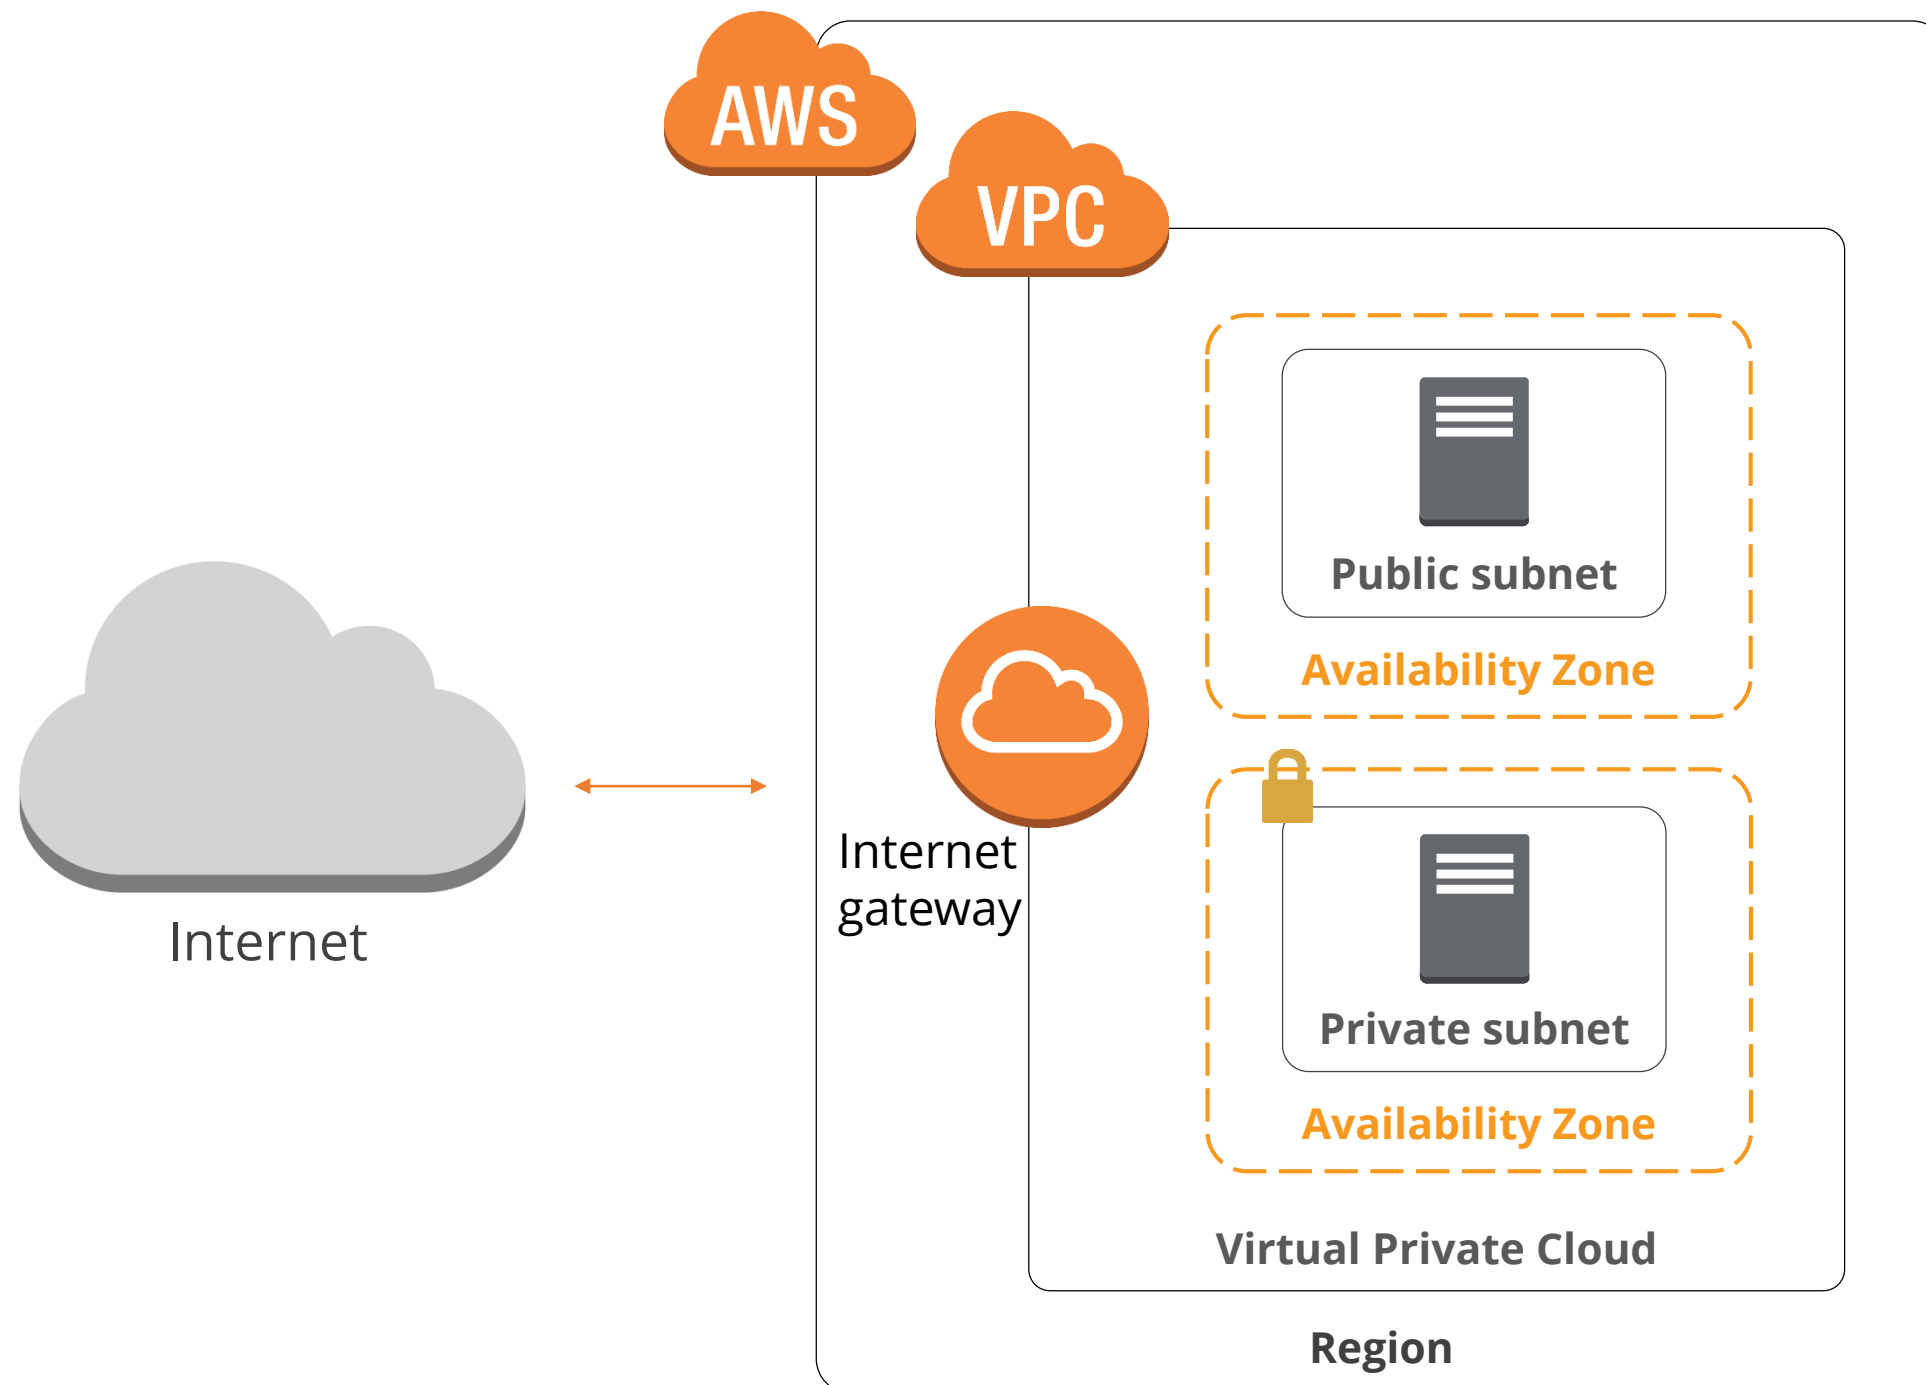 AWS
VPC
Public subnet
Availability Zone
Internet
gateway
Internet
Private subnet
Availability Zone
Virtual Private Cloud
Region